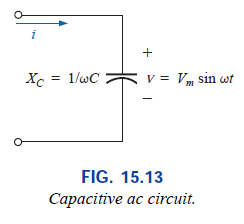 i
+
X_C = 1/ωC
v = V_m sin ωt
–
FIG. 15.13
Capacitive ac circuit.